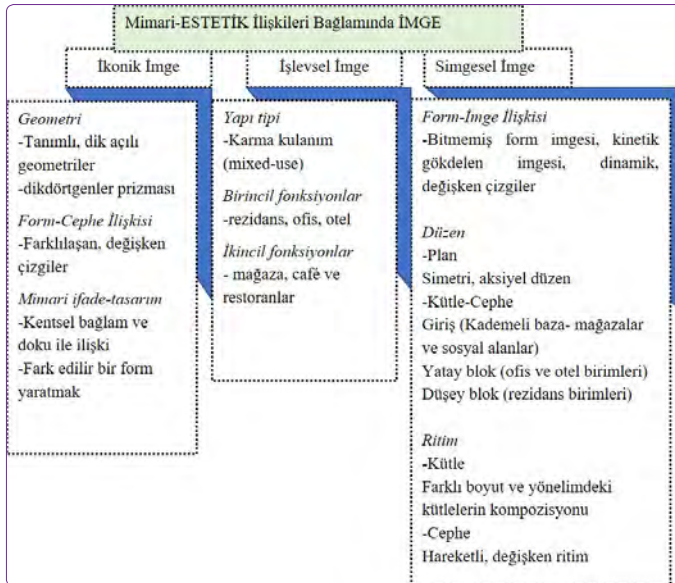 Mimari-ESTETİK İlişkileri Bağlamında İMGE
İkonik İmge
İşlevsel İmge
Simgesel İmge
Geometri
-Tanımlı, dik açılı
geometriler
-dikdörtgenler prizması
Form-Cephe İlişkisi
-Farklılaşan, değişken
çizgiler
Mimari ifade-tasarım
-Kentsel bağlam ve
doku ile ilişki
-Fark edilir bir form
yaratmak
Yapı tipi
-Karma kulanım
(mixed-use)
Birincil fonksiyonlar
-rezidans, ofis, otel
İkincil fonksiyonlar
- mağaza, café ve
restoranlar
Form-İmge İlişkisi
-Bitmemiş form imgesi, kinetik
gökdelen imgesi, dinamik,
değişken çizgiler
Düzen
-Plan
Simetri, aksiyel düzen
-Kütle-Cephe
Giriş (Kademeli baza- mağazalar
ve sosyal alanlar)
Yatay blok (ofis ve otel birimleri)
Düşey blok (rezidans birimleri)
Ritim
-Kütle
Farklı boyut ve yönelimdeki
kütlelerin kompozisyonu
-Cephe
Hareketli, değişken ritim